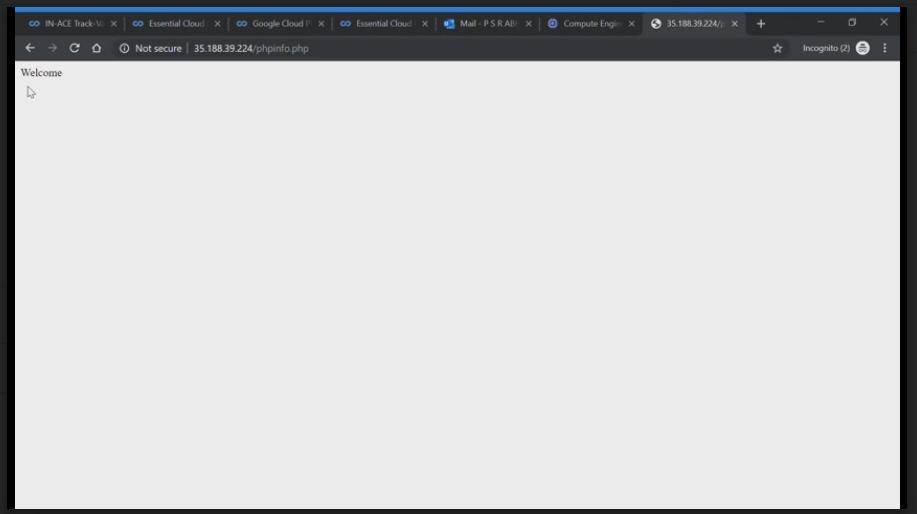 IN-ACE Track-V
Essential Cloud
Google Cloud P
Essential Cloud
Mail - P S R AB
Compute Engin
35.188.39.224/p
Not secure
35.188.39.224/phpinfo.php
Incognito (2)
Welcome